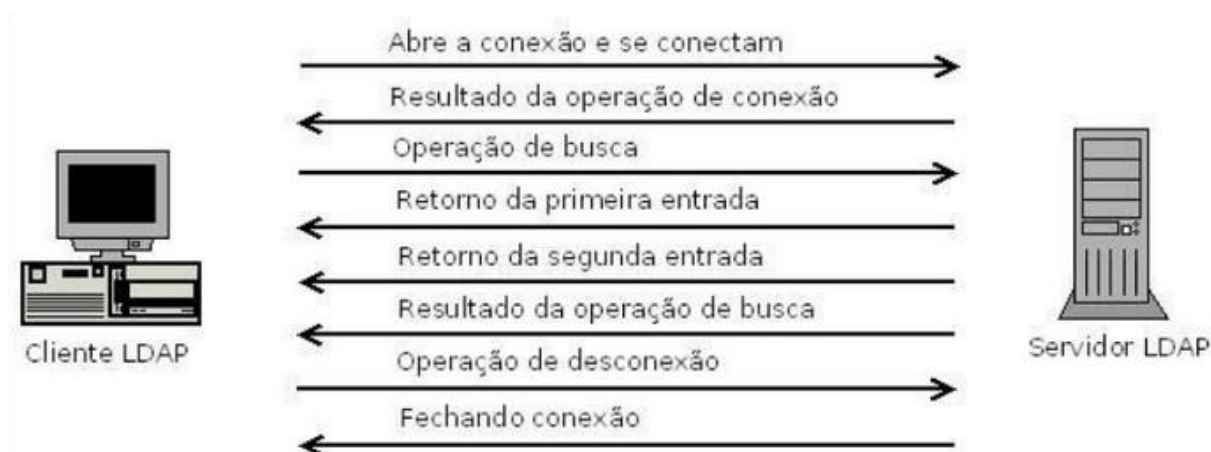 Abre a conexão e se conectam
Resultado da operação de conexão
Operação de busca
Retorno da primeira entrada
Retorno da segunda entrada
Resultado da operação de busca
Operação de desconexão
Fechando conexão
Cliente LDAP
Servidor LDAP